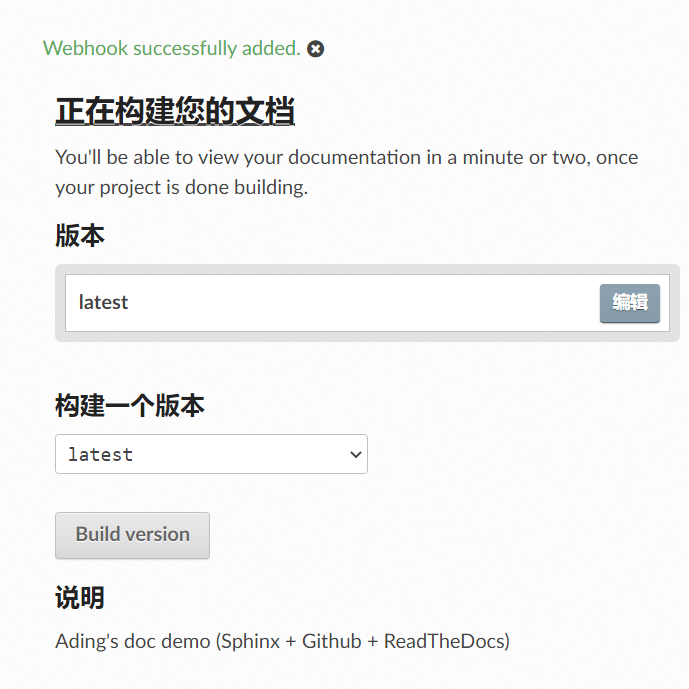 Webhook successfully added.
正在构建您的文档
You'll be able to view your documentation in a minute or two, once
your project is done building.
版本
latest
编辑
构建一个版本
latest
Build version
说明
Ading's doc demo (Sphinx + Github + ReadTheDocs)